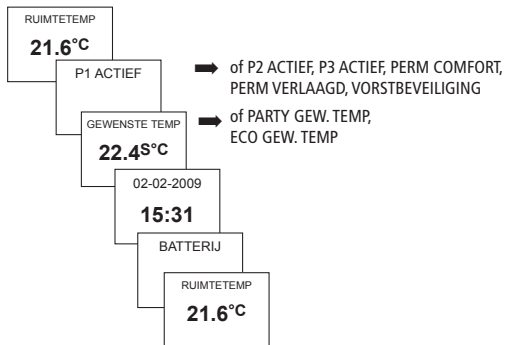 RUIMTETEMP
21.6°C
P1 ACTIEF
➡ of P2 ACTIEF, P3 ACTIEF, PERM COMFORT,
PERM VERLAAGD, VORSTBEVEILIGING
GEWENSTE TEMP
22.4S°C
➡ of PARTY GEW. TEMP,
ECO GEW. TEMP
02-02-2009
15:31
BATTERIJ
RUIMTETEMP
21.6°C